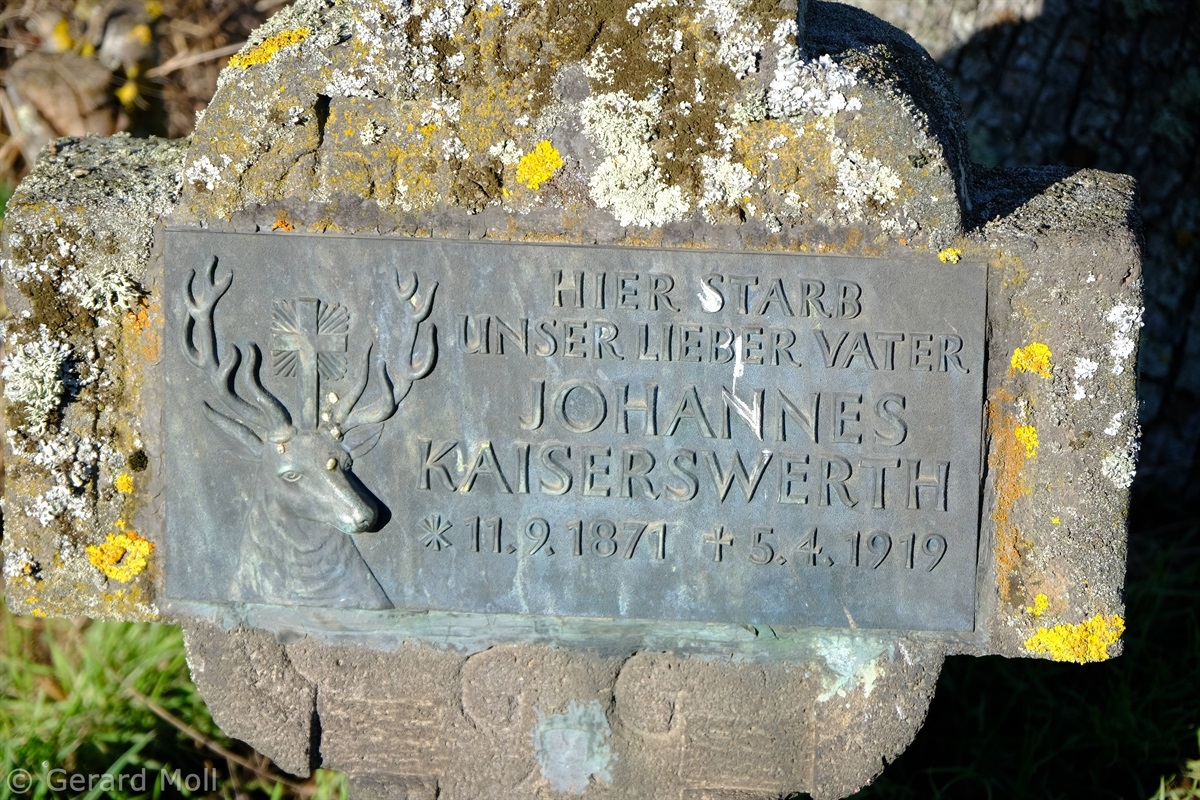 HIER STARB
UNSER LIEBER VATER
JOHANNES
KAISERSWERTH
* 11.9.1871 + 5.4.1919
© Gerard Moll